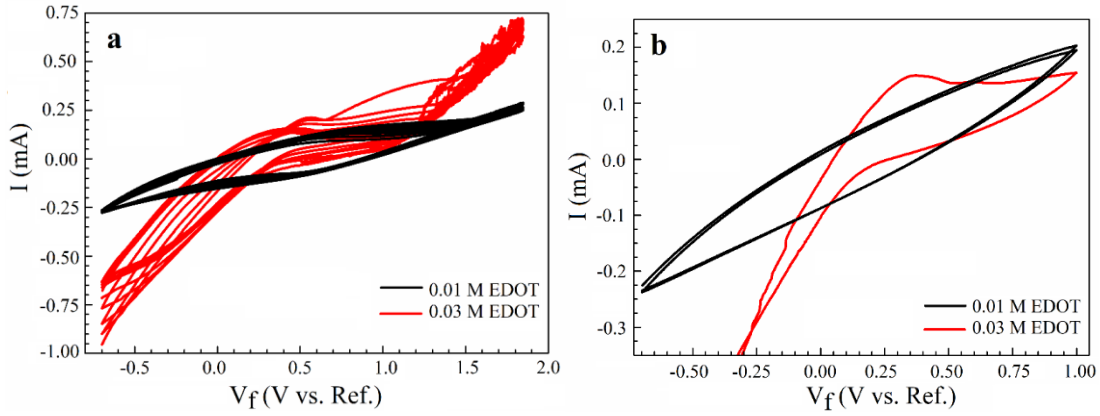 a
0.75
0.50
0.25
0.00
-0.25
-0.50
-0.75
-1.00
I (mA)
-0.5 0.0 0.5 1.0 1.5 2.0
Vf (V vs. Ref.)
0.01 M EDOT
0.03 M EDOT
b
0.2
0.1
0.0
-0.1
-0.2
-0.3
I (mA)
-0.50 -0.25 0.00 0.25 0.50 0.75 1.00
Vf (V vs. Ref.)
0.01 M EDOT
0.03 M EDOT